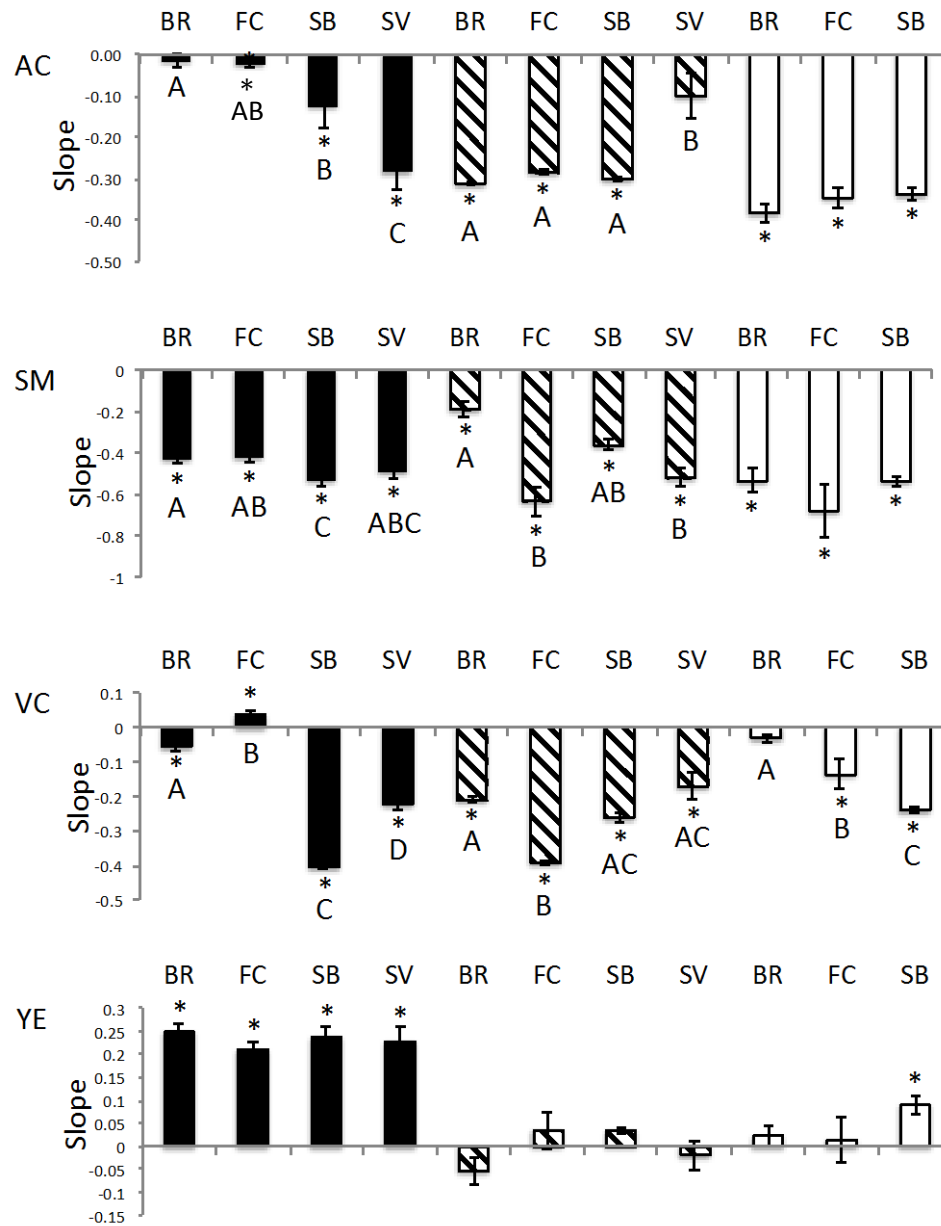 BR FC SB SV BR FC SB SV BR FC SB
AC
Slope
0.00
-0.10
-0.20
-0.30
-0.40
-0.50
* * * * * * * * * *
A AB B C A A A B
BR FC SB SV BR FC SB SV BR FC SB
SM
Slope
0
-0.2
-0.4
-0.6
-0.8
-1
* * * * * * * * * * *
A AB C ABC A B AB B
BR FC SB SV BR FC SB SV BR FC SB
VC
Slope
0.1
0
-0.1
-0.2
-0.3
-0.4
-0.5
* * * * * * * * * *
A B C D A B AC AC A B C
BR FC SB SV BR FC SB SV BR FC SB
YE
Slope
0.3
0.25
0.2
0.15
0.1
0.05
0
-0.05
-0.1
-0.15
* * * * *